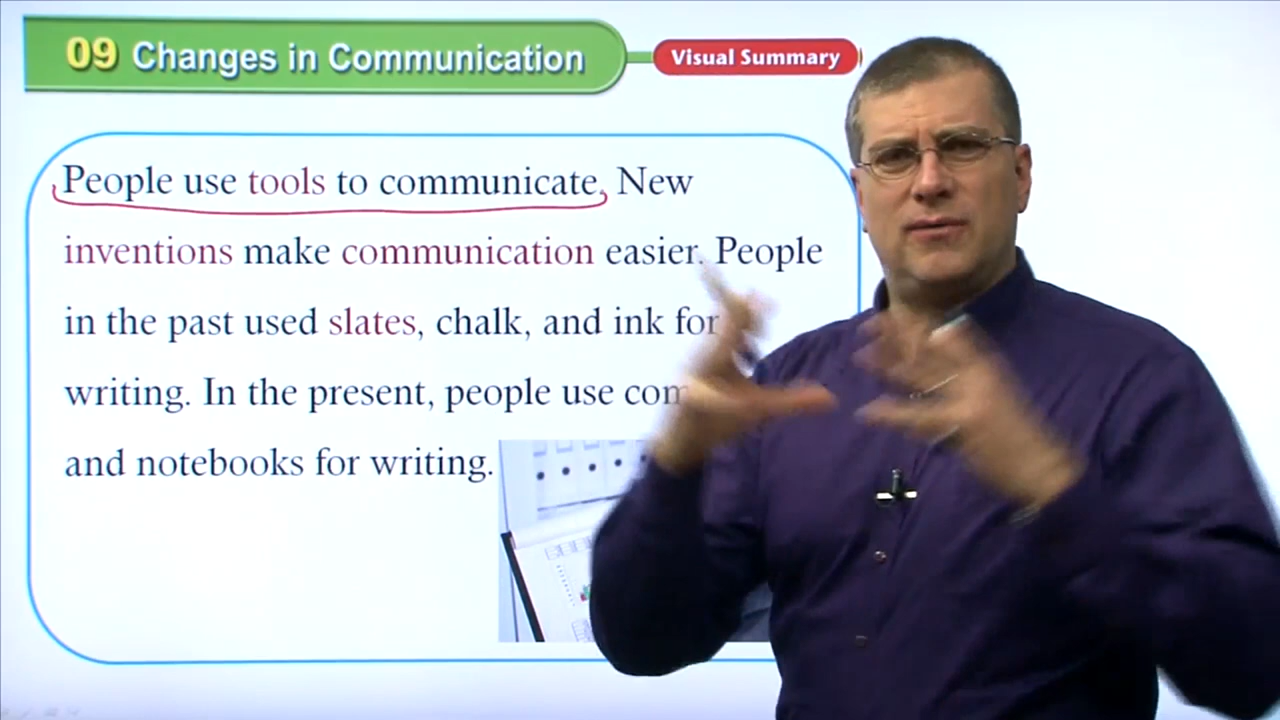 09 Changes in Communication
Visual Summary
People use tools to communicate. New
inventions make communication easier. People
in the past used slates, chalk, and ink for
writing. In the present, people use
and notebooks for writing.